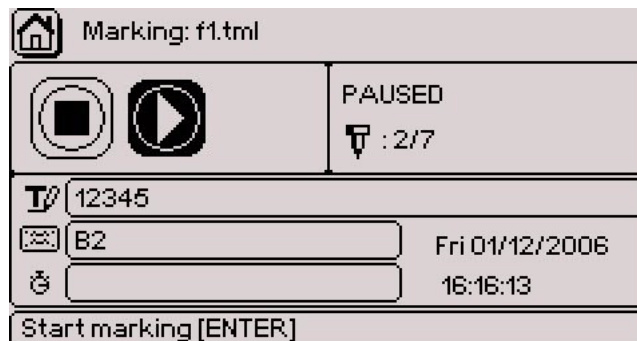 Marking: f1.tml
PAUSED
: 2/7
12345
B2
Fri 01/12/2006
16:16:13
Start marking [ENTER]